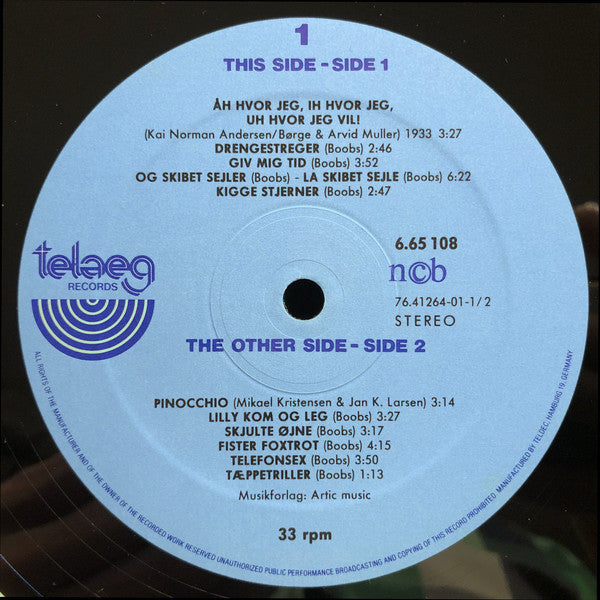 1
THIS SIDE - SIDE 1
ÅH HVOR JEG, IH HVOR JEG,
UH HVOR JEG VIL!
(Kai Norman Andersen/Børge & Arvid Muller) 1933 3:27
DRENGESTREGER (Boobs) 2:46
GIV MIG TID (Boobs) 3:52
OG SKIBET SEJLER (Boobs) - LA SKIBET SEJLE (Boobs) 6:22
KIGGE STJERNER (Boobs) 2:47
telaeg
RECORDS
6.65 108
n©b
76.41264-01-1/2
STEREO
THE OTHER SIDE - SIDE 2
PINOCCHIO (Mikael Kristensen & Jan K. Larsen) 3:14
LILLY KOM OG LEG (Boobs) 3:27
SKJULTE ØJNE (Boobs) 3:17
FISTER FOXTROT (Boobs) 4:15
TELEFONSEX (Boobs) 3:50
TÆPPETRILLER (Boobs) 1:13
Musikforlag: Artic music
33 rpm
ALL RIGHTS OF THE MANUFACTURER AND OF THE OWNER OF THE RECORDED WORK RESERVED UNAUTHORIZED PUBLIC PERFORMANCE BROADCASTING AND COPYING OF THIS RECORD PROHIBITED. MANUFACTURED BY TELDEC, HAMBURG 19, GERMANY